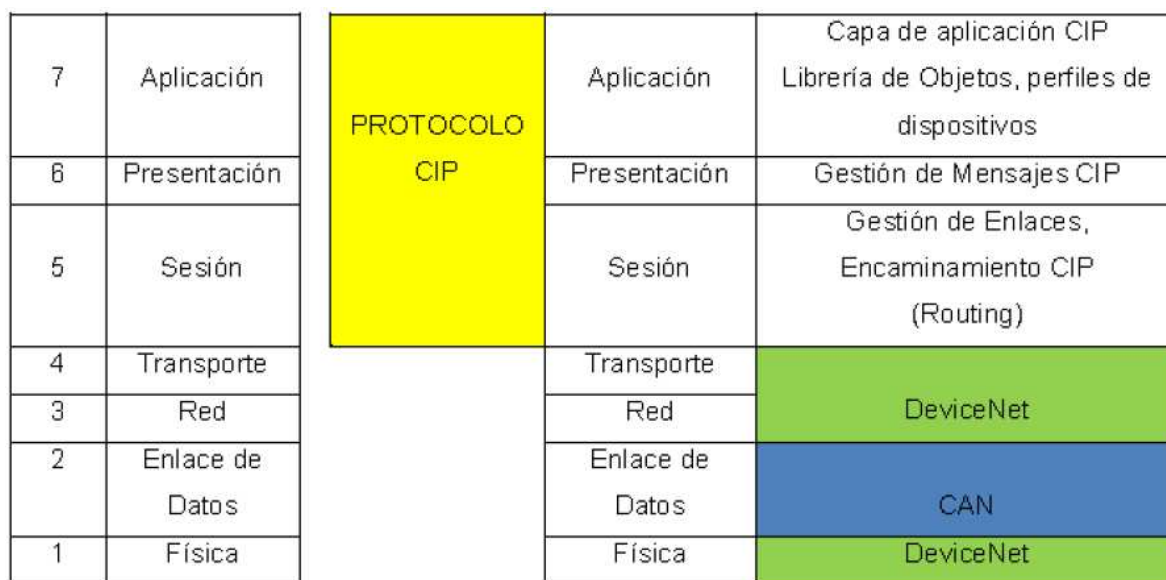 7 Aplicación PROTOCOLO CIP Aplicación Capa de aplicación CIP
Librería de Objetos, perfiles de
dispositivos
6 Presentación Presentación Gestión de Mensajes CIP
5 Sesión Sesión Gestión de Enlaces,
Encaminamiento CIP
(Routing)
4 Transporte Transporte
3 Red Red DeviceNet
2 Enlace de Enlace de
Datos Datos CAN
1 Física Física DeviceNet